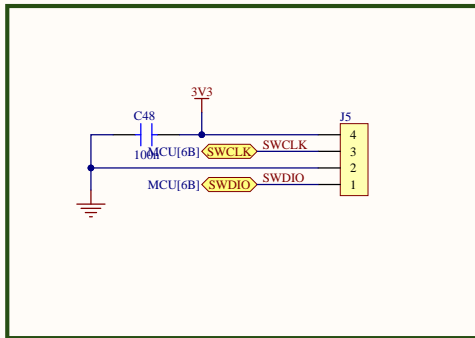 3V3
C48
J5
4
100n
MCU[6B] SWCLK SWCLK 3
2
MCU[6B] SWDIO SWDIO 1